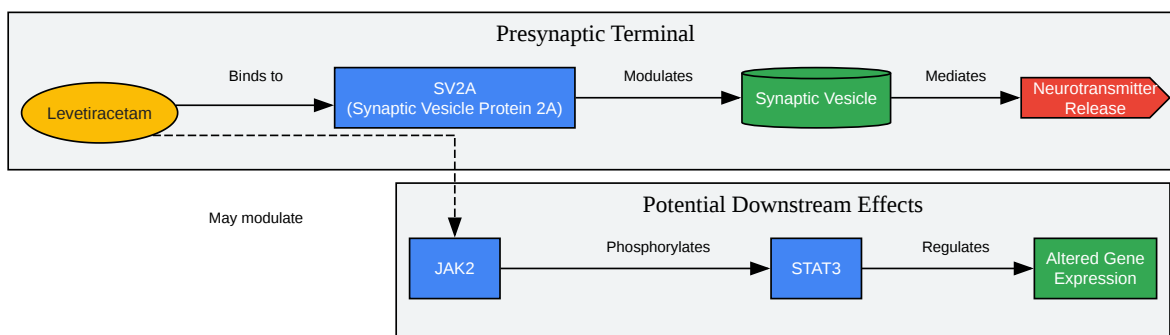 Presynaptic Terminal
Levetiracetam
Binds to
SV2A
(Synaptic Vesicle Protein 2A)
Modulates
Synaptic Vesicle
Mediates
Neurotransmitter
Release
May modulate
Potential Downstream Effects
JAK2
Phosphorylates
STAT3
Regulates
Altered Gene
Expression